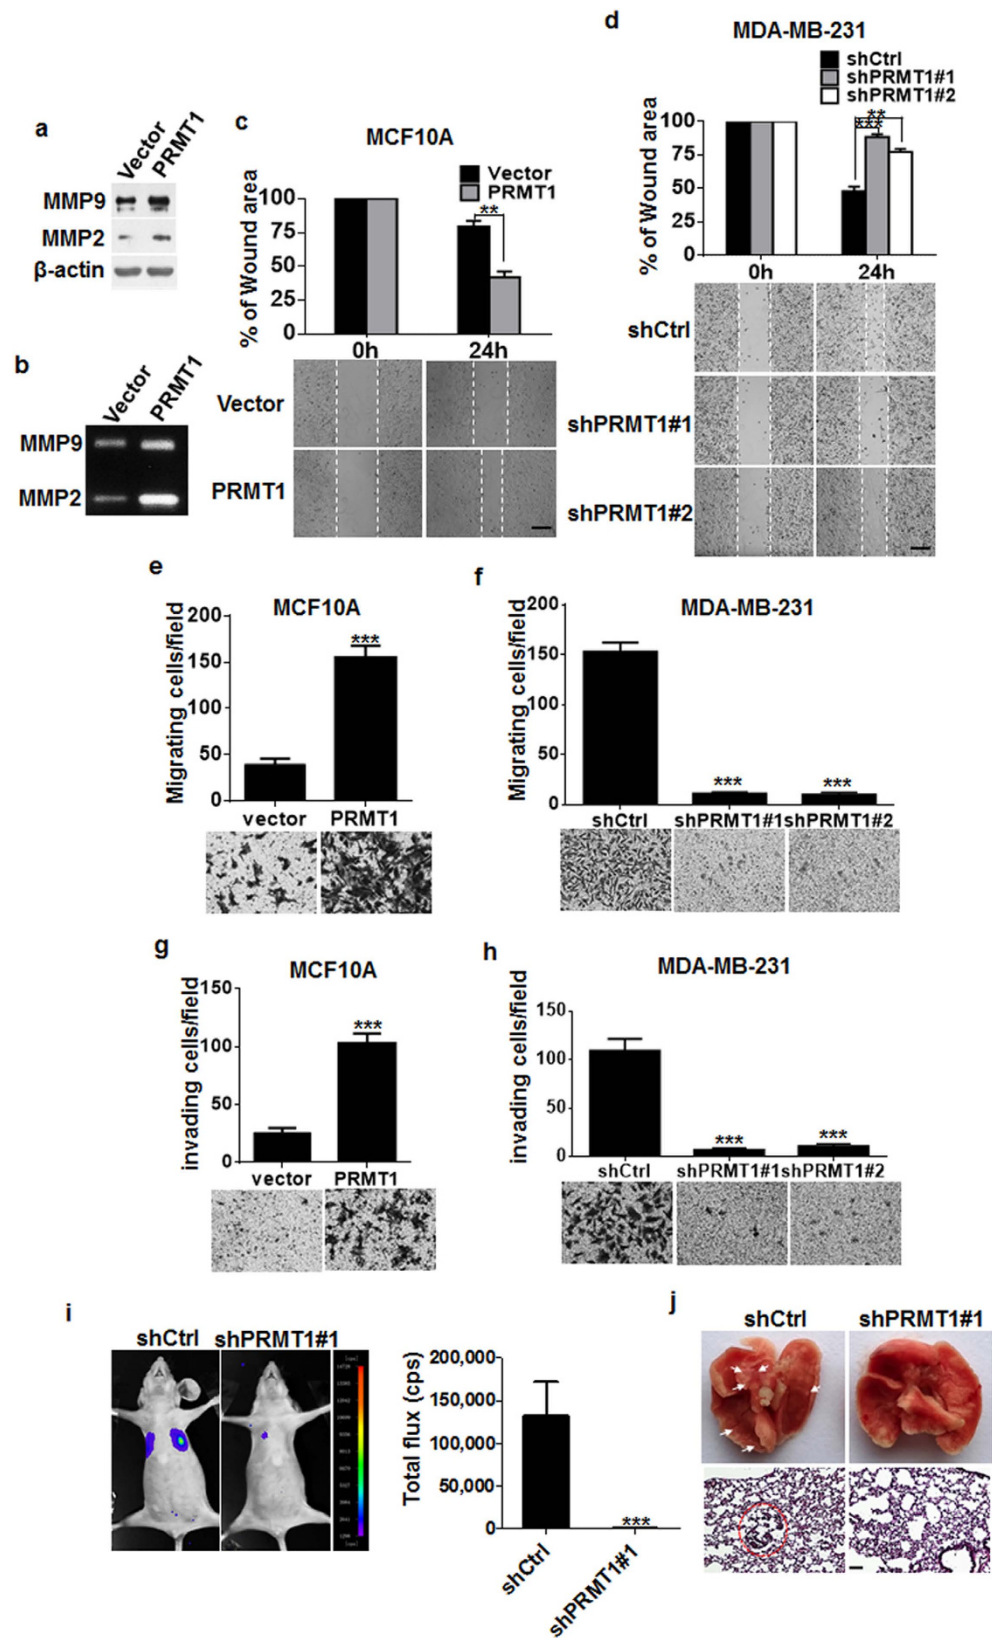 a
Vector
PRMT1
MMP9
MMP2
β-actin
b
Vector
PRMT1
MMP9
MMP2
c
MCF10A
Vector
PRMT1
% of Wound area
100
75
50
25
0
**
0h
24h
Vector
PRMT1
d
MDA-MB-231
shCtrl
shPRMT1#1
shPRMT1#2
% of Wound area
100
75
50
25
0
**
***
0h
24h
shCtrl
shPRMT1#1
shPRMT1#2
e
MCF10A
Migrating cells/field
200
150
100
50
0
***
vector
PRMT1
f
MDA-MB-231
Migrating cells/field
200
150
100
50
0
***
***
shCtrl
shPRMT1#1
shPRMT1#2
g
MCF10A
invading cells/field
150
100
50
0
***
vector
PRMT1
h
MDA-MB-231
invading cells/field
150
100
50
0
***
***
shCtrl
shPRMT1#1
shPRMT1#2
i
shCtrl
shPRMT1#1
Total flux (cps)
200,000
150,000
100,000
50,000
0
***
shCtrl
shPRMT1#1
j
shCtrl
shPRMT1#1